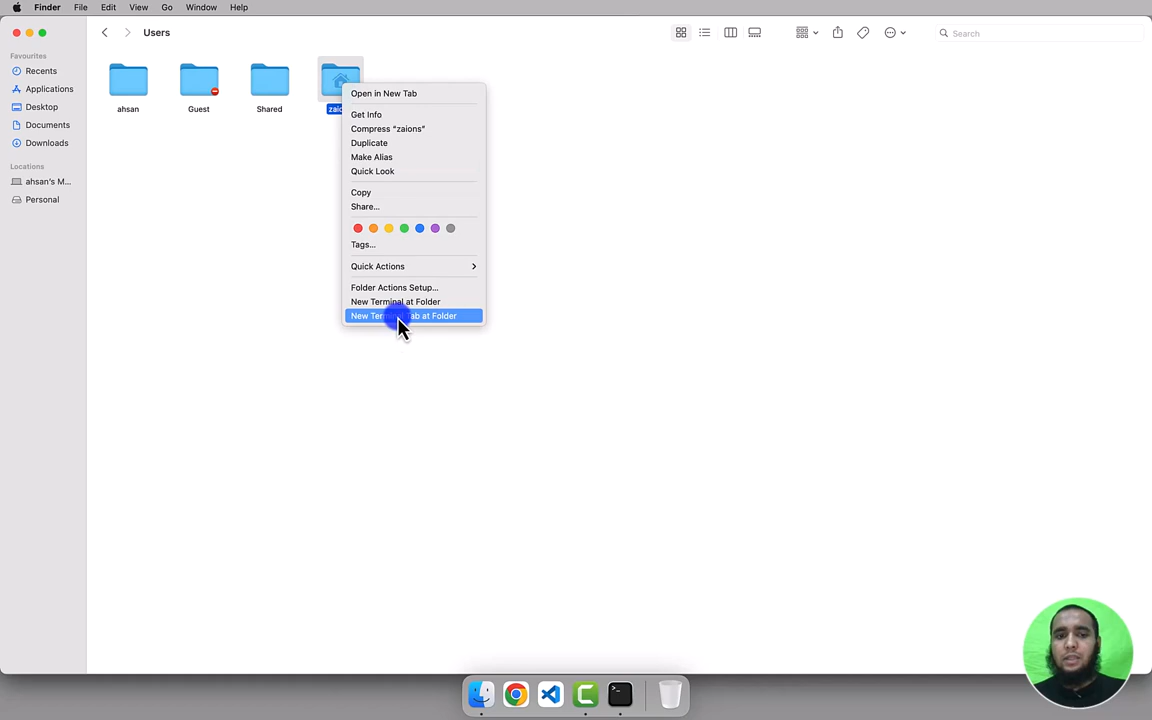 Finder File Edit View Go Window Help
Users
Search
Favourites
Recents
Applications
Desktop
Documents
Downloads
Locations
ahsan's M...
Personal
ahsan
Guest
Shared
Open in New Tab
Get Info
Compress “zaions”
Duplicate
Make Alias
Quick Look
Copy
Share...
Tags...
Quick Actions
Folder Actions Setup...
New Terminal at Folder
New Terminal Tab at Folder